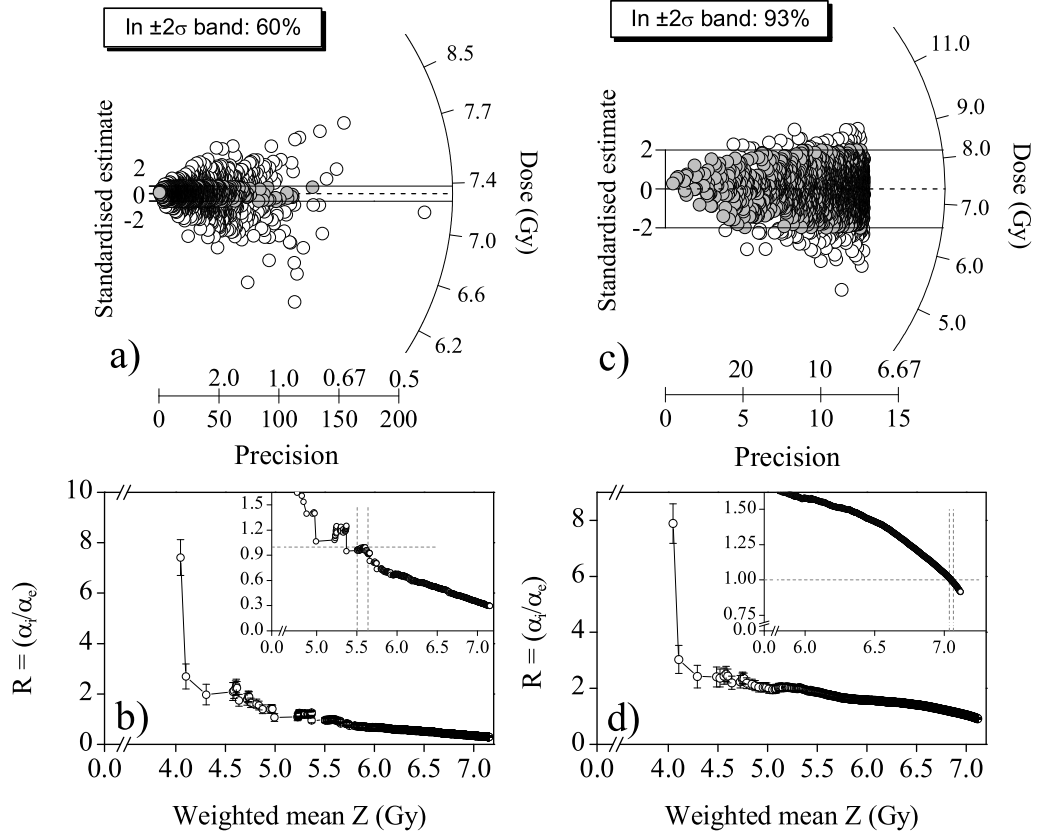 In ±2σ band: 60%
Standardised estimate
2
0
-2
8.5
7.7
7.4
7.0
6.6
6.2
Dose (Gy)
a)
2.0 1.0 0.67 0.5
0 50 100 150 200
Precision
In ±2σ band: 93%
Standardised estimate
2
0
-2
11.0
9.0
8.0
7.0
6.0
5.0
Dose (Gy)
c)
20 10 6.67
0 5 10 15
Precision
R = (αᵢ/αₑ)
10
8
6
4
2
0
b)
0.0 4.0 4.5 5.0 5.5 6.0 6.5 7.0
Weighted mean Z (Gy)
1.5
1.2
0.9
0.6
0.3
0.0
0.0 5.0 5.5 6.0 6.5 7.0
R = (αᵢ/αₑ)
8
6
4
2
0
d)
0.0 4.0 4.5 5.0 5.5 6.0 6.5 7.0
Weighted mean Z (Gy)
1.50
1.25
1.00
0.75
0.0
0.0 6.0 6.5 7.0